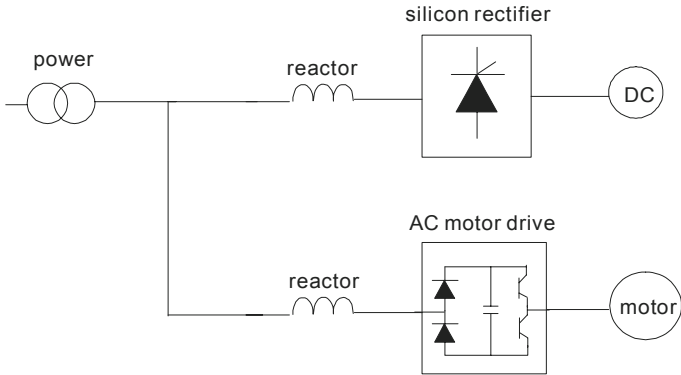 silicon rectifier
power
reactor
DC
AC motor drive
reactor
motor